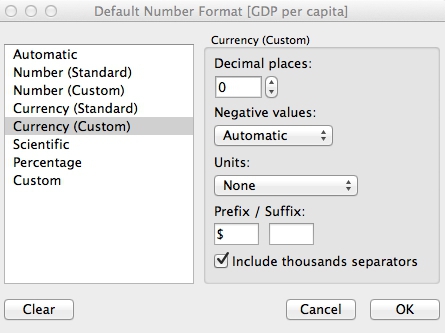 Default Number Format [GDP per capita]
Automatic
Number (Standard)
Number (Custom)
Currency (Standard)
Currency (Custom)
Scientific
Percentage
Custom
Currency (Custom)
Decimal places:
0
Negative values:
Automatic
Units:
None
Prefix / Suffix:
$
Include thousands separators
Clear
Cancel
OK